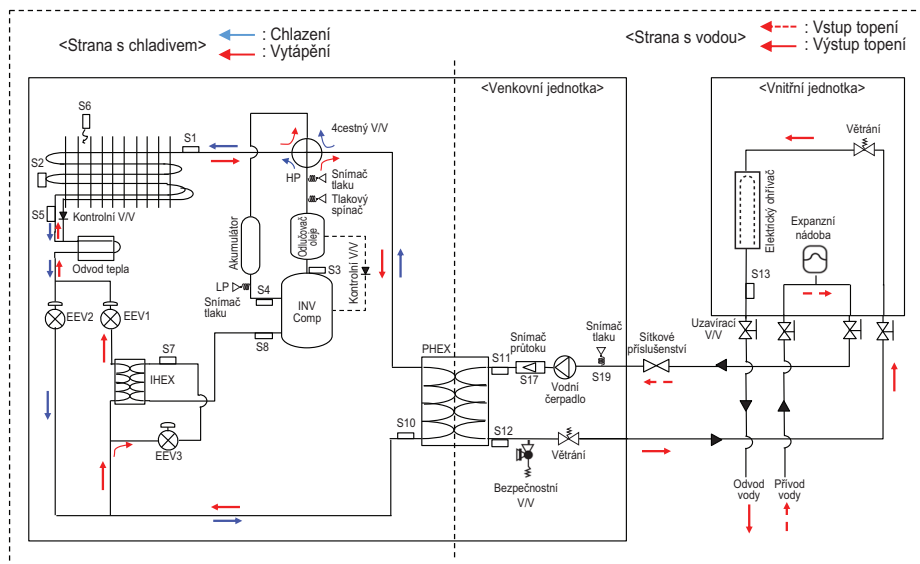 <Strana s chladivem>
: Chlazení
: Vytápění
<Strana s vodou>
: Vstup topení
: Výstup topení
<Venkovní jednotka>
<Vnitřní jednotka>
S6
S1
S2
S5
Kontrolní V/V
Odvod tepla
4cestný V/V
HP
Snímač
tlaku
Tlakový
spínač
Akumulátor
Odlučovač
oleje
Kontrolní V/V
S3
LP
Snímač
tlaku
S4
S8
INV
Comp
EEV2
EEV1
S7
IHEX
EEV3
PHEX
S10
S11
S12
Snímač
průtoku
S17
Vodní
čerpadlo
Snímač
tlaku
S19
Sítkové
příslušenství
Větrání
Bezpečnostní
V/V
Větrání
Elektrický ohřívač
Expanzní
nádoba
S13
Uzavírací
V/V
Odvod
vody
Přívod
vody